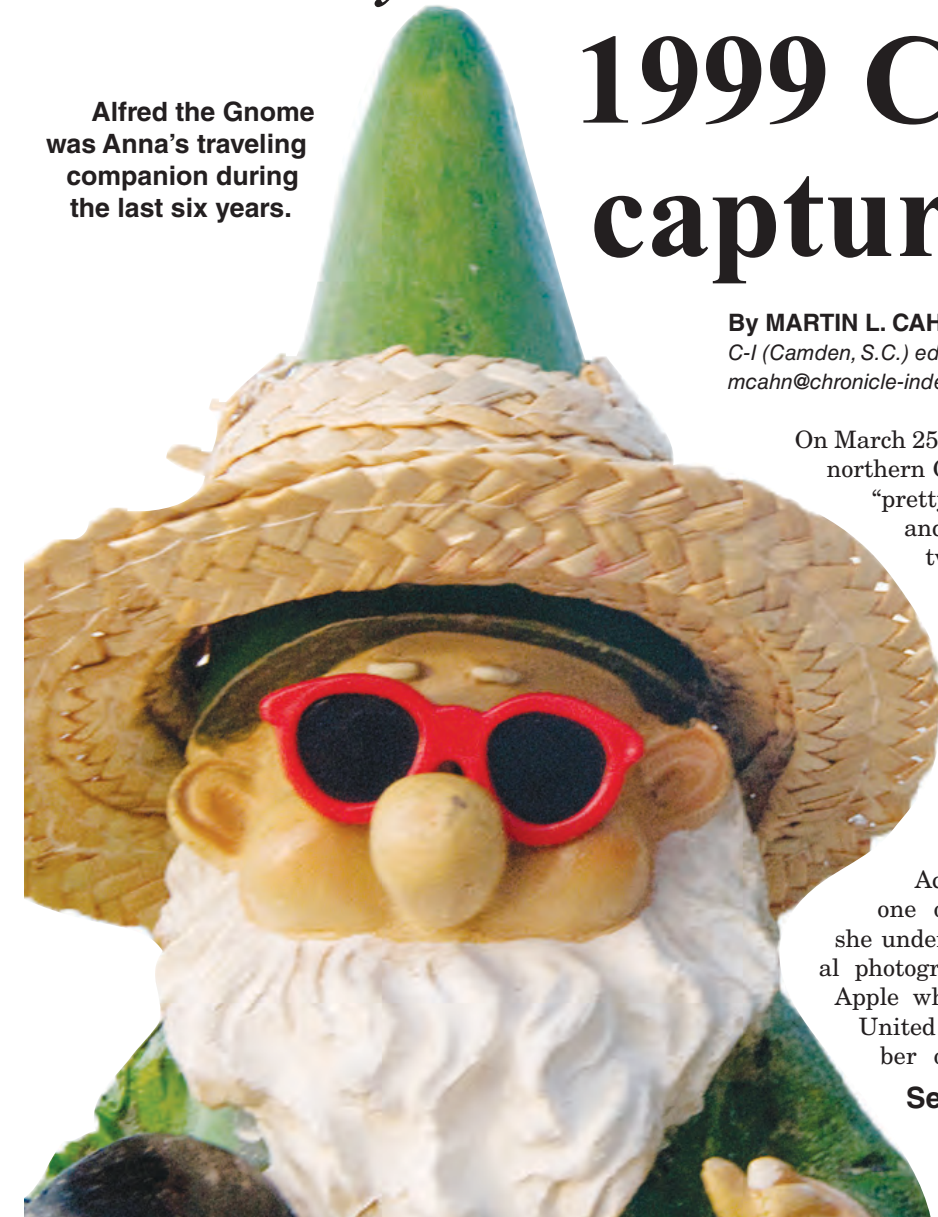 Alfred the Gnome
was Anna’s traveling
companion during
the last six years.
1999 C
captur
By MARTIN L. CAH
C-I (Camden, S.C.) ed
mcahn@chronicle-inde
On March 25
northern
“pretty
and
Ad
one
she under
al photogr
Apple wh
United
ber
Se